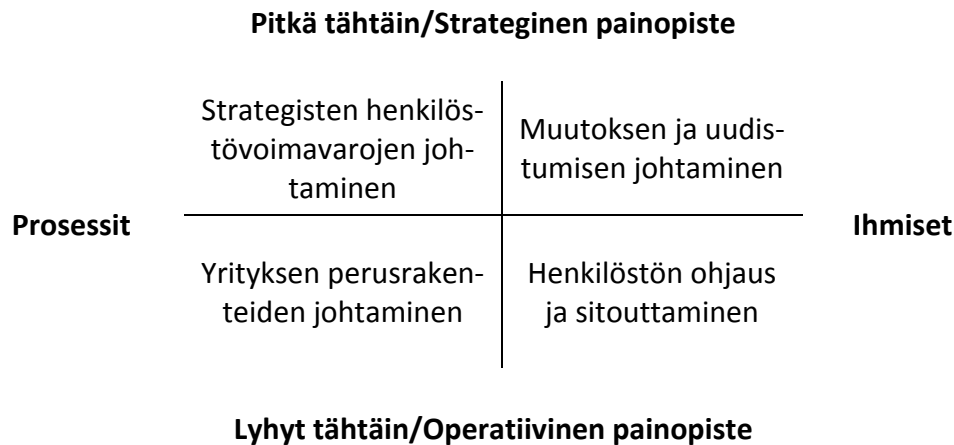 Pitkä tähtäin/Strateginen painopiste
Strategisten henkilös-
tövoimavarojen joh-
taminen
Muutoksen ja uudis-
tumisen johtaminen
Prosessit
Ihmiset
Yrityksen perusraken-
teiden johtaminen
Henkilöstön ohjaus
ja sitouttaminen
Lyhyt tähtäin/Operatiivinen painopiste